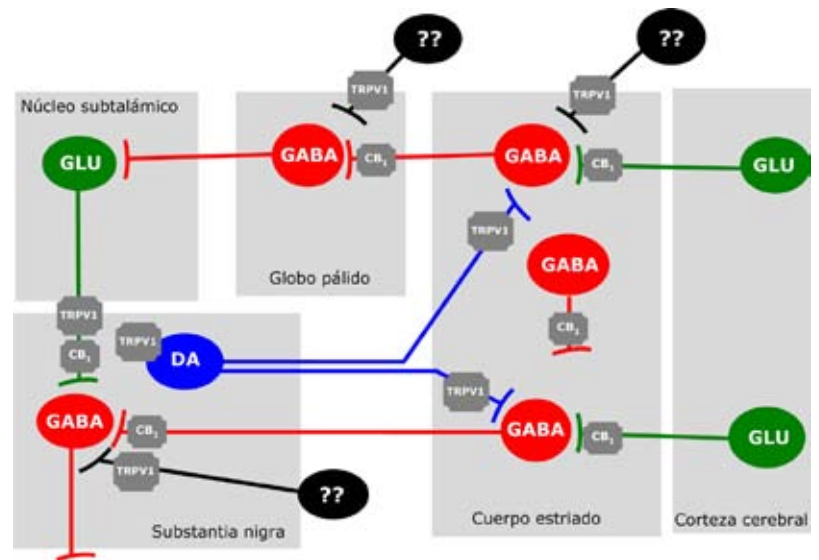 ??
??
TRPV1
TRPV1
Núcleo subtalámico
GLU
GABA
CB1
GABA
CB1
GLU
TRPV1
GABA
Globo pálido
TRPV1
CB1
TRPV1
DA
CB1
TRPV1
GABA
CB1
GABA
CB1
GLU
TRPV1
??
Substantia nigra
Cuerpo estriado
Corteza cerebral